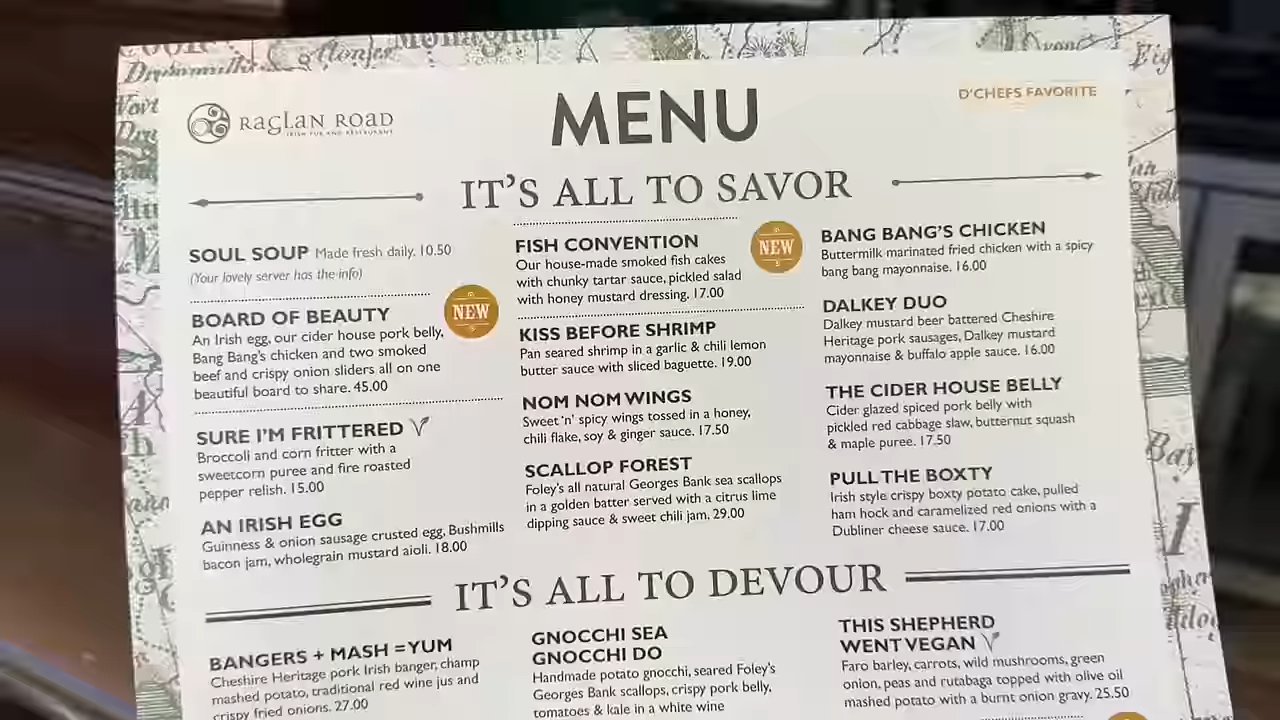 Monaghan
RAGLAN ROAD
IRISH PUB AND RESTAURANT
MENU
D'CHEFS FAVORITE
IT'S ALL TO SAVOR
SOUL SOUP Made fresh daily. 10.50
(Your lovely server has the info)
NEW
BOARD OF BEAUTY
An Irish egg, our cider house pork belly,
Bang Bang's chicken and two smoked
beef and crispy onion sliders all on one
beautiful board to share. 45.00
SURE I'M FRITTERED
Broccoli and corn fritter with a
sweetcorn puree and fire roasted
pepper relish. 15.00
AN IRISH EGG
Guinness & onion sausage crusted egg, Bushmills
bacon jam, wholegrain mustard aioli. 18.00
FISH CONVENTION
NEW
Our house-made smoked fish cakes
with chunky tartar sauce, pickled salad
with honey mustard dressing. 17.00
KISS BEFORE SHRIMP
Pan seared shrimp in a garlic & chili lemon
butter sauce with sliced baguette. 19.00
NOM NOM WINGS
Sweet 'n' spicy wings tossed in a honey,
chili flake, soy & ginger sauce. 17.50
SCALLOP FOREST
Foley's all natural Georges Bank sea scallops
in a golden batter served with a citrus lime
dipping sauce & sweet chili jam. 29.00
BANG BANG'S CHICKEN
Buttermilk marinated fried chicken with a spicy
bang bang mayonnaise. 16.00
DALKEY DUO
Dalkey mustard beer battered Cheshire
Heritage pork sausages, Dalkey mustard
mayonnaise & buffalo apple sauce. 16.00
THE CIDER HOUSE BELLY
Cider glazed spiced pork belly with
pickled red cabbage slaw, butternut squash
& maple puree. 17.50
PULL THE BOXTY
Irish style crispy boxty potato cake, pulled
ham hock and caramelized red onions with a
Dubliner cheese sauce. 17.00
IT'S ALL TO DEVOUR
BANGERS + MASH = YUM
Cheshire Heritage pork Irish banger, champ
mashed potato, traditional red wine jus and
crispy fried onions. 27.00
GNOCCHI SEA
GNOCCHI DO
Handmade potato gnocchi, seared Foley's
Georges Bank scallops, crispy pork belly,
tomatoes & kale in a white wine
THIS SHEPHERD
WENT VEGAN
Faro barley, carrots, wild mushrooms, green
onion, peas and rutabaga topped with olive oil
mashed potato with a burnt onion gravy. 25.50